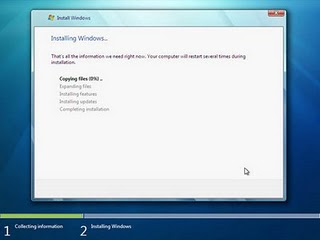 Install Windows
Installing Windows...
That's all the information we need right now. Your computer will restart several times during
installation.
Copying files (0%) ...
Expanding files
Installing features
Installing updates
Completing installation
1 Collecting information
2 Installing Windows